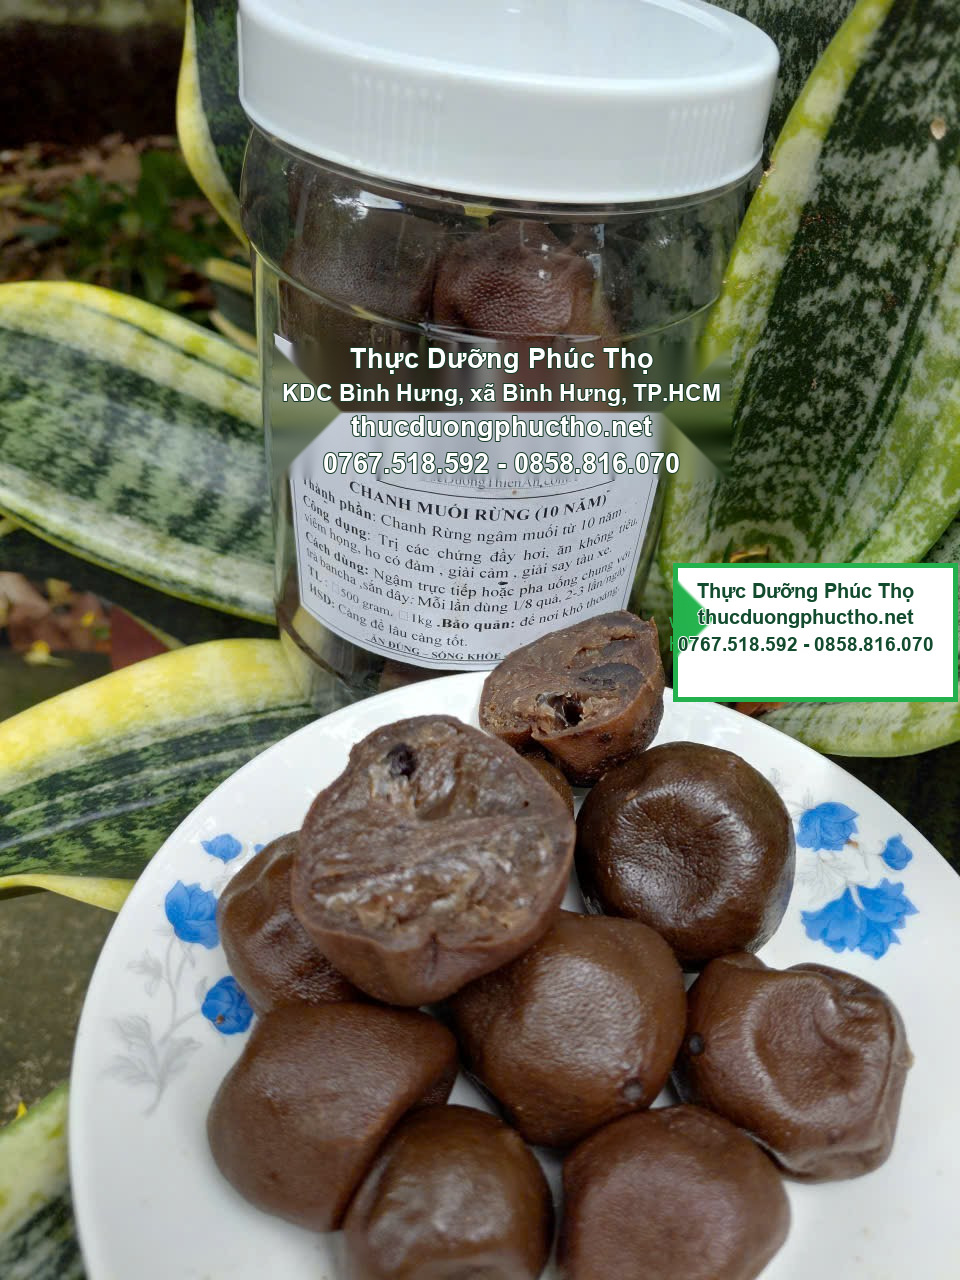 Thực Dưỡng Phúc Thọ
KDC Bình Hưng, xã Bình Hưng, TP.HCM
thucduongphuctho.net
0767.518.592 - 0858.816.070
CHANH MUỐI RỪNG (10 NĂM)
Thành phần: Chanh Rừng ngâm muối từ 10 năm.
Công dụng: Trị các chứng đầy hơi, ăn không tiêu,
viêm họng, ho có đàm , giải cảm , giải say tàu xe.
Cách dùng: Ngậm trực tiếp hoặc pha uống chung với
trà bancha ,sắn dây. Mỗi lần dùng 1/8 quả, 2-3 lần/ngày
TL: 500 gram, 1kg .Bảo quản: để nơi khô thoáng.
HSD: Càng để lâu càng tốt.
-ĂN ĐÚNG – SỐNG KHỎE
Thực Dưỡng Phúc Thọ
thucduongphuctho.net
0767.518.592 - 0858.816.070